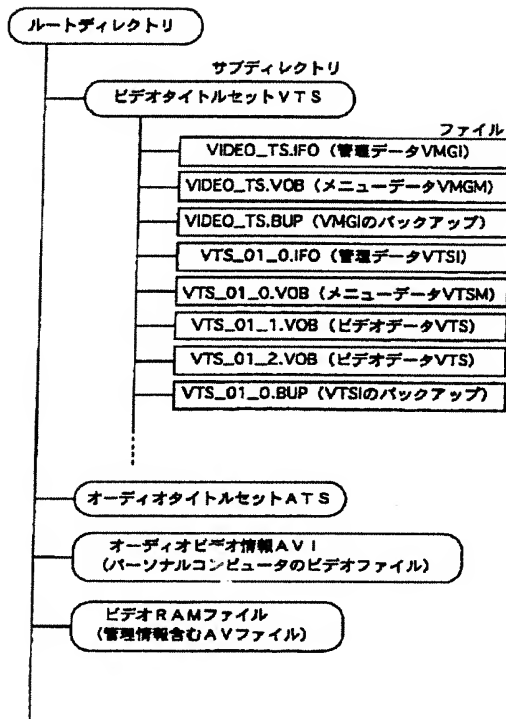 ルートディレクトリ
サブディレクトリ
ビデオタイトルセットVTS
ファイル
VIDEO_TS.IFO (管理データVMGI)
VIDEO_TS.VOB (メニューデータVMGM)
VIDEO_TS.BUP (VMGIのバックアップ)
VTS_01_0.IFO (管理データVTSI)
VTS_01_0.VOB (メニューデータVTSM)
VTS_01_1.VOB (ビデオデータVTS)
VTS_01_2.VOB (ビデオデータVTS)
VTS_01_0.BUP (VTSIのバックアップ)
オーディオタイトルセットATS
オーディオビデオ情報AVI
(パーソナルコンピュータのビデオファイル)
ビデオRAMファイル
(管理情報含むAVファイル)